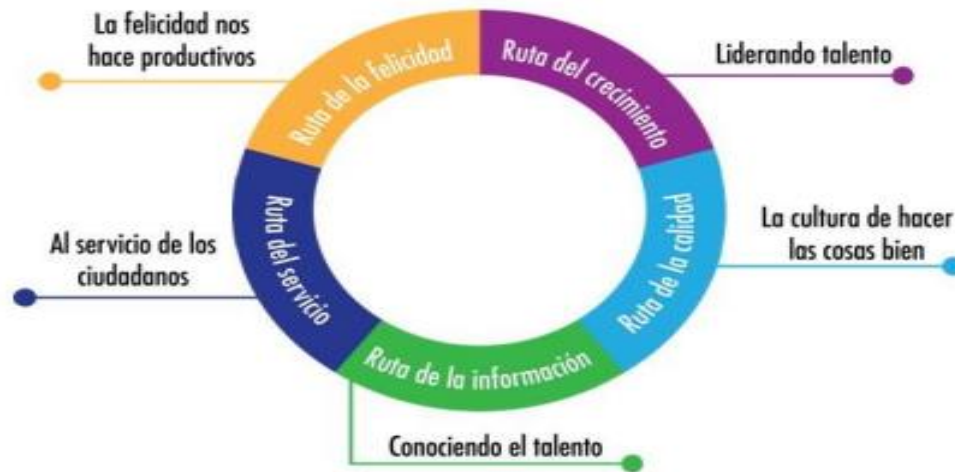 La felicidad nos
hace productivos
Ruta de la felicidad
Ruta del crecimiento
Liderando talento
Al servicio de los
ciudadanos
Ruta del servicio
Ruta de la calidad
La cultura de hacer
las cosas bien
Ruta de la información
Conociendo el talento